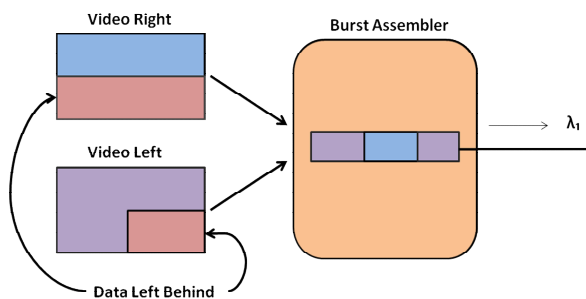 Video Right
Burst Assembler
λ₁
Video Left
Data Left Behind